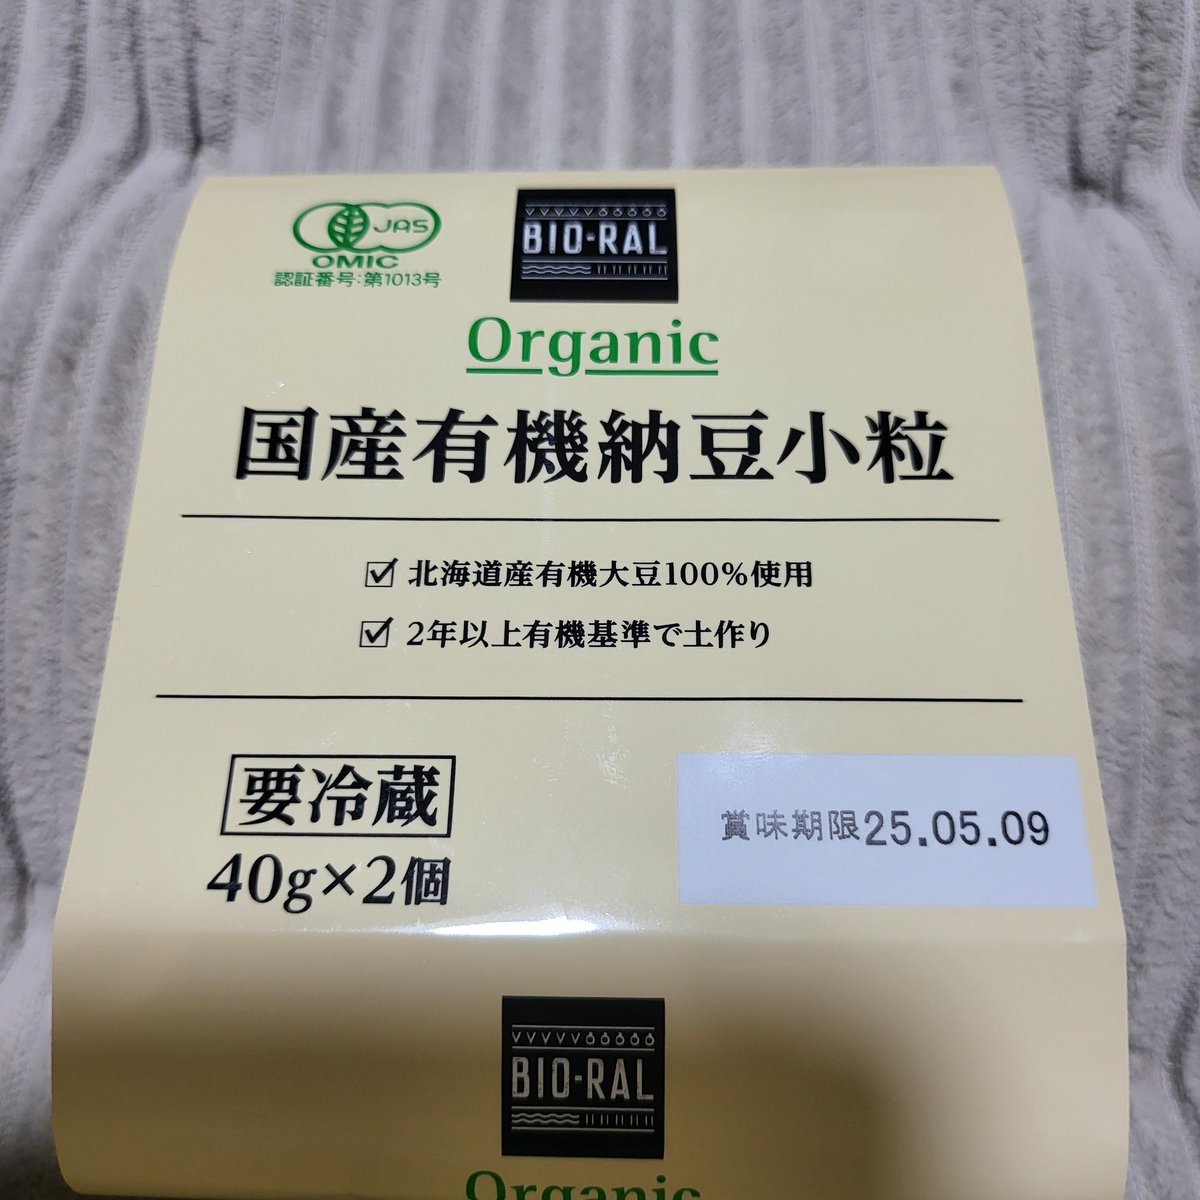 JAS
OMIC
認証番号:第1013号
BIO-RAL
Organic
国産有機納豆小粒
☑ 北海道産有機大豆100%使用
☑ 2年以上有機基準で土作り
要冷蔵
40g×2個
賞味期限25.05.09
BIO-RAL
Organic